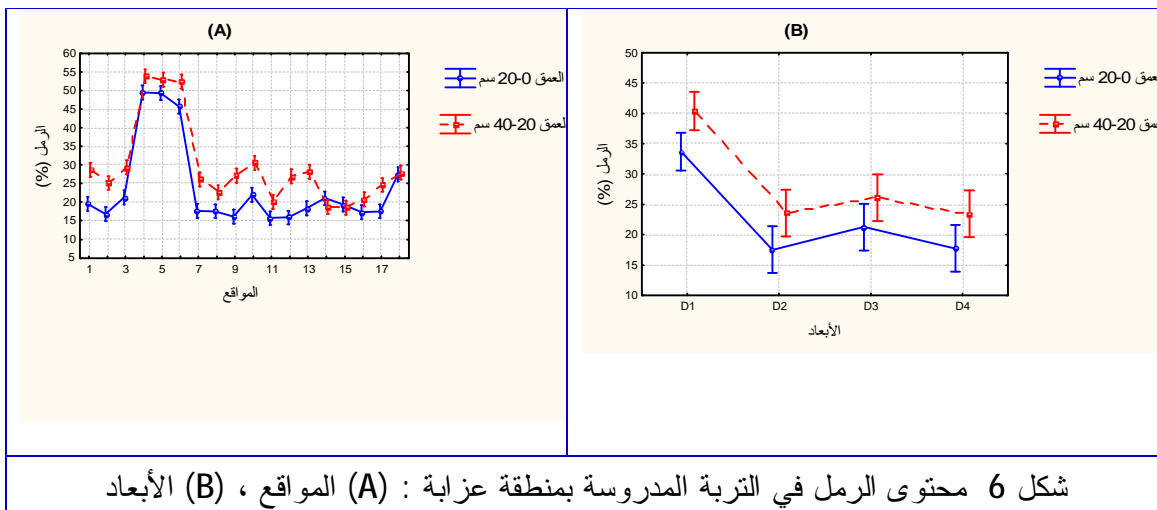 (A)
60
55
50
45
40
35
30
25
20
15
10
5
الرمل (%)
1 3 5 7 9 11 13 15 17
المواقع
العمق 0-20 سم
العمق 20-40 سم
(B)
50
45
40
35
30
25
20
15
10
الرمل (%)
D1 D2 D3 D4
الأبعاد
عمق 0-20 سم
عمق 20-40 سم
شكل 6 محتوى الرمل في التربة المدروسة بمنطقة عزابة : (A) المواقع ، (B) الأبعاد